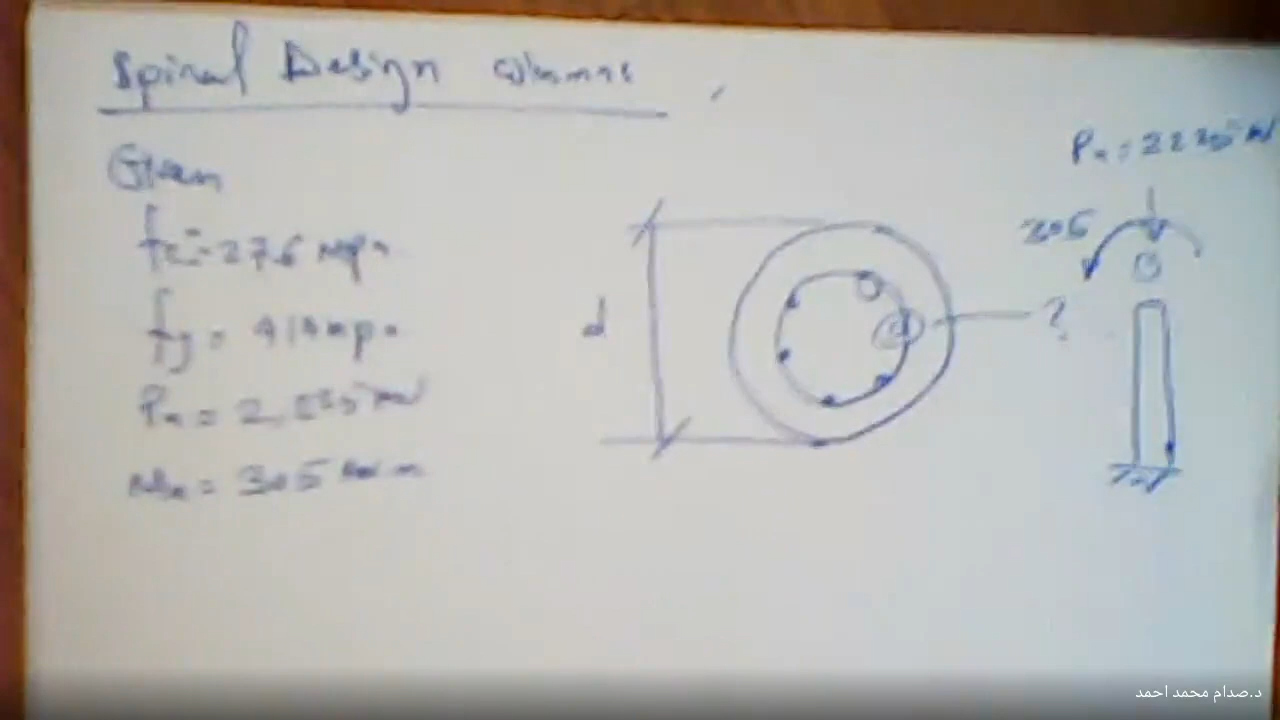 Spiral Design columns
Given
fc = 27.6 mpa
fy = 414 mpa
Pu = 2,225 kN
Mu = 305 kN.m
d
?
Pu = 2225 kN
305
د.صدام محمد احمد